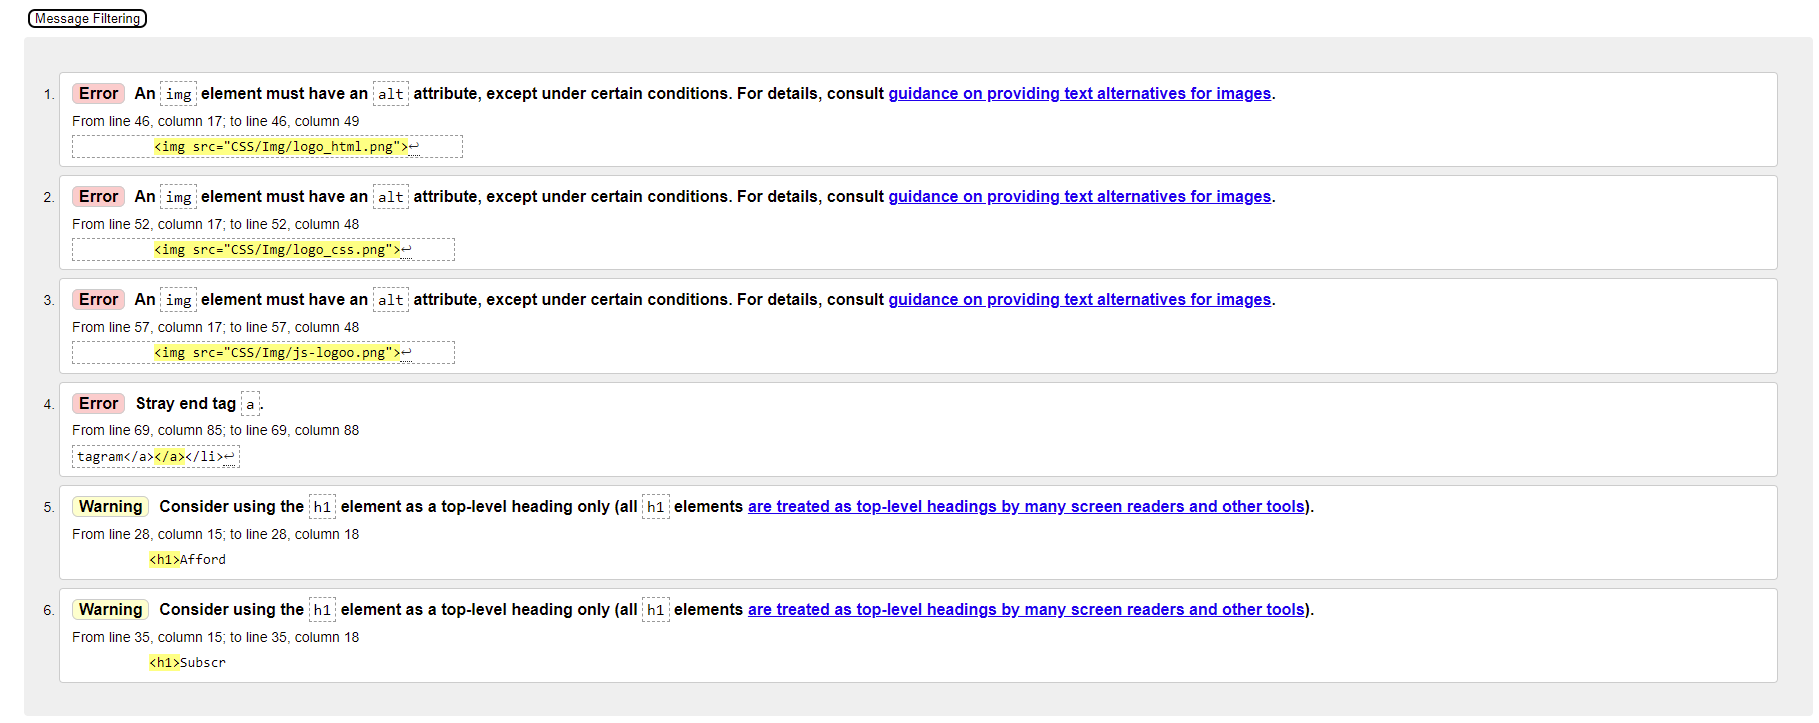 Message Filtering
1. Error An img element must have an alt attribute, except under certain conditions. For details, consult guidance on providing text alternatives for images.
From line 46, column 17; to line 46, column 49
<img src="CSS/Img/logo_html.png">↩
2. Error An img element must have an alt attribute, except under certain conditions. For details, consult guidance on providing text alternatives for images.
From line 52, column 17; to line 52, column 48
<img src="CSS/Img/logo_css.png">↩
3. Error An img element must have an alt attribute, except under certain conditions. For details, consult guidance on providing text alternatives for images.
From line 57, column 17; to line 57, column 48
<img src="CSS/Img/js-logoo.png">↩
4. Error Stray end tag a.
From line 69, column 85; to line 69, column 88
tagram</a></a></li>↩
5. Warning Consider using the h1 element as a top-level heading only (all h1 elements are treated as top-level headings by many screen readers and other tools).
From line 28, column 15; to line 28, column 18
<h1>Afford
6. Warning Consider using the h1 element as a top-level heading only (all h1 elements are treated as top-level headings by many screen readers and other tools).
From line 35, column 15; to line 35, column 18
<h1>Subscr